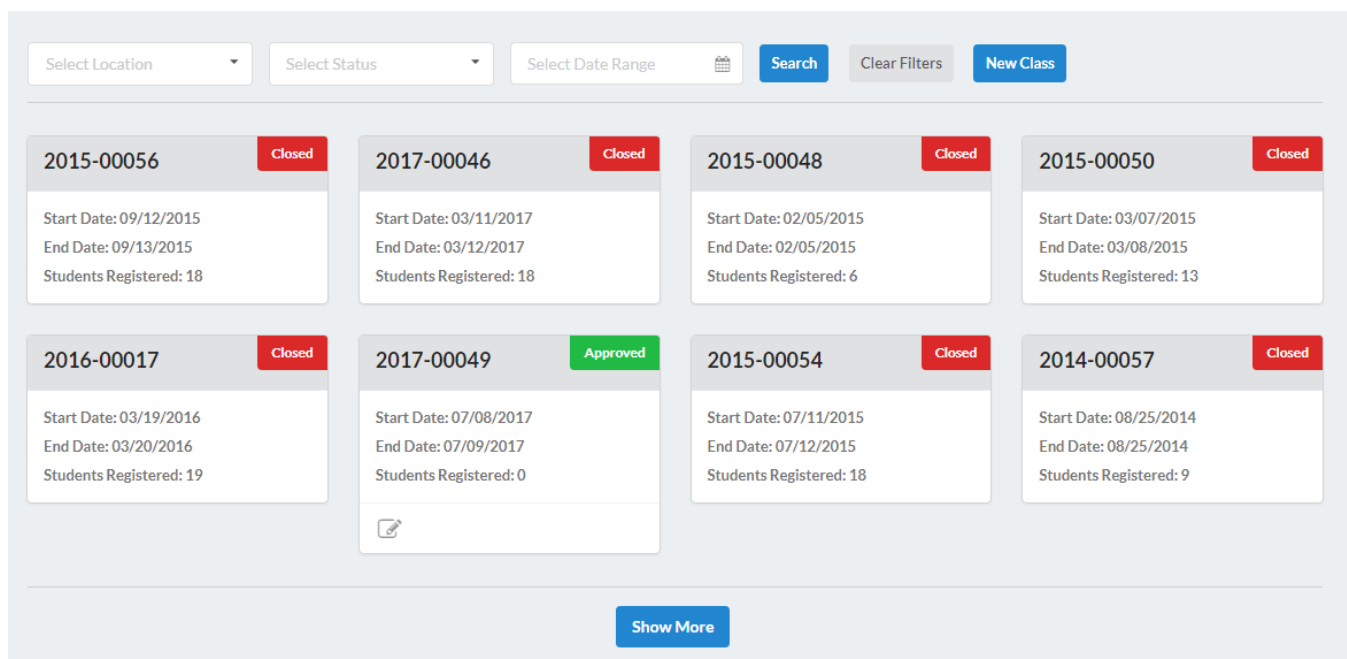 Select Location
Select Status
Select Date Range
Search
Clear Filters
New Class
2015-00056
Closed
Start Date: 09/12/2015
End Date: 09/13/2015
Students Registered: 18
2017-00046
Closed
Start Date: 03/11/2017
End Date: 03/12/2017
Students Registered: 18
2015-00048
Closed
Start Date: 02/05/2015
End Date: 02/05/2015
Students Registered: 6
2015-00050
Closed
Start Date: 03/07/2015
End Date: 03/08/2015
Students Registered: 13
2016-00017
Closed
Start Date: 03/19/2016
End Date: 03/20/2016
Students Registered: 19
2017-00049
Approved
Start Date: 07/08/2017
End Date: 07/09/2017
Students Registered: 0
2015-00054
Closed
Start Date: 07/11/2015
End Date: 07/12/2015
Students Registered: 18
2014-00057
Closed
Start Date: 08/25/2014
End Date: 08/25/2014
Students Registered: 9
Show More